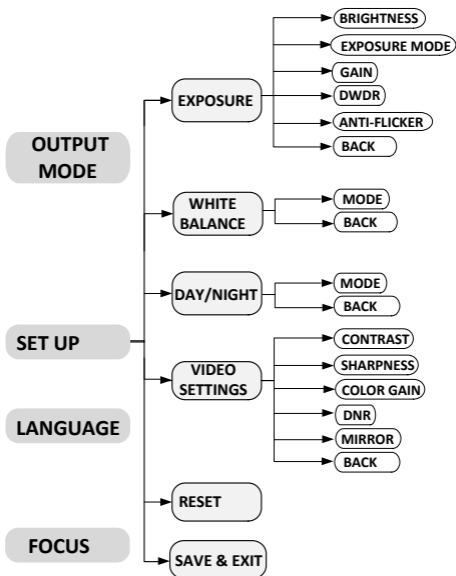 OUTPUT
MODE
SET UP
LANGUAGE
FOCUS
EXPOSURE
BRIGHTNESS
EXPOSURE MODE
GAIN
DWDR
ANTI-FLICKER
BACK
WHITE
BALANCE
MODE
BACK
DAY/NIGHT
MODE
BACK
VIDEO
SETTINGS
CONTRAST
SHARPNESS
COLOR GAIN
DNR
MIRROR
BACK
RESET
SAVE & EXIT